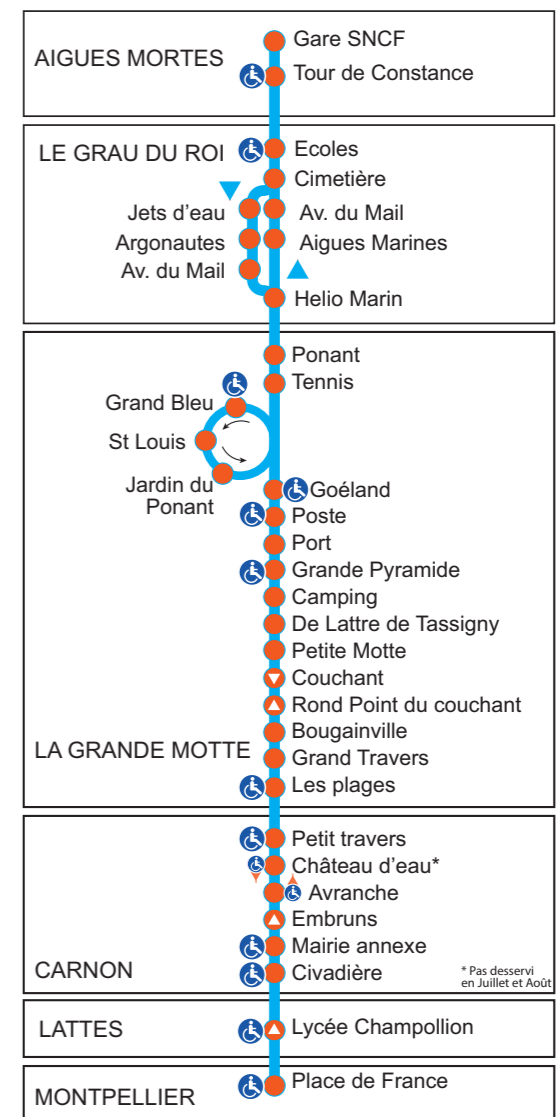 AIGUES MORTES
Gare SNCF
Tour de Constance
LE GRAU DU ROI
Ecoles
Cimetière
Jets d'eau
Av. du Mail
Argonautes
Aigues Marines
Av. du Mail
Helio Marin
Ponant
Tennis
Grand Bleu
St Louis
Jardin du
Ponant
Goéland
Poste
Port
Grande Pyramide
Camping
De Lattre de Tassigny
Petite Motte
Couchant
Rond Point du couchant
Bougainville
LA GRANDE MOTTE
Grand Travers
Les plages
Petit travers
Château d'eau*
Avranche
Embruns
Mairie annexe
CARNON
Civadière
* Pas desservi
en Juillet et Août
LATTES
Lycée Champollion
MONTPELLIER
Place de France